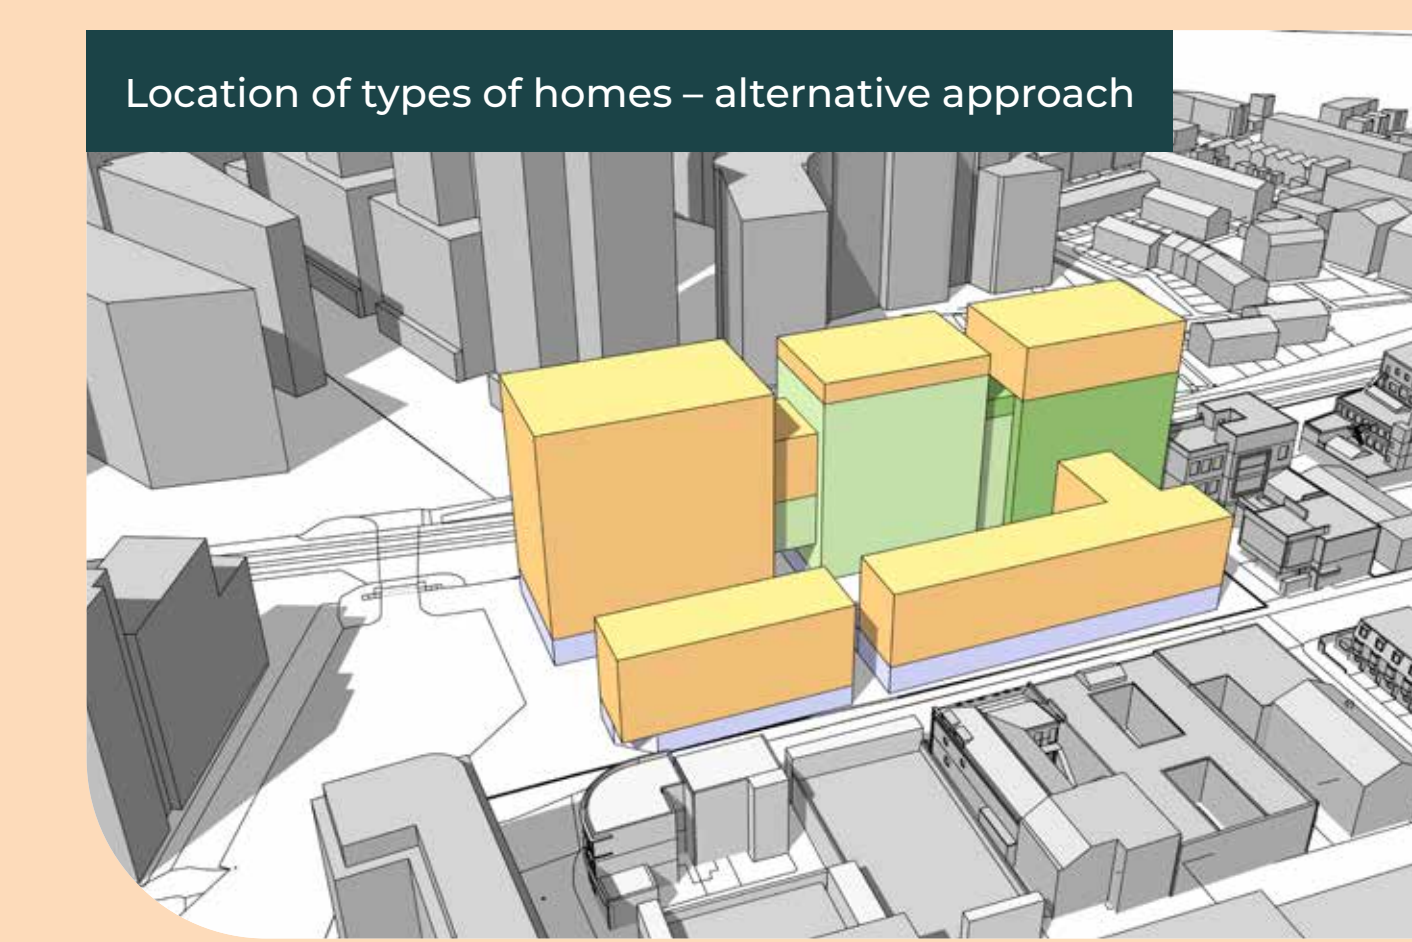 Location of types of homes – alternative approach